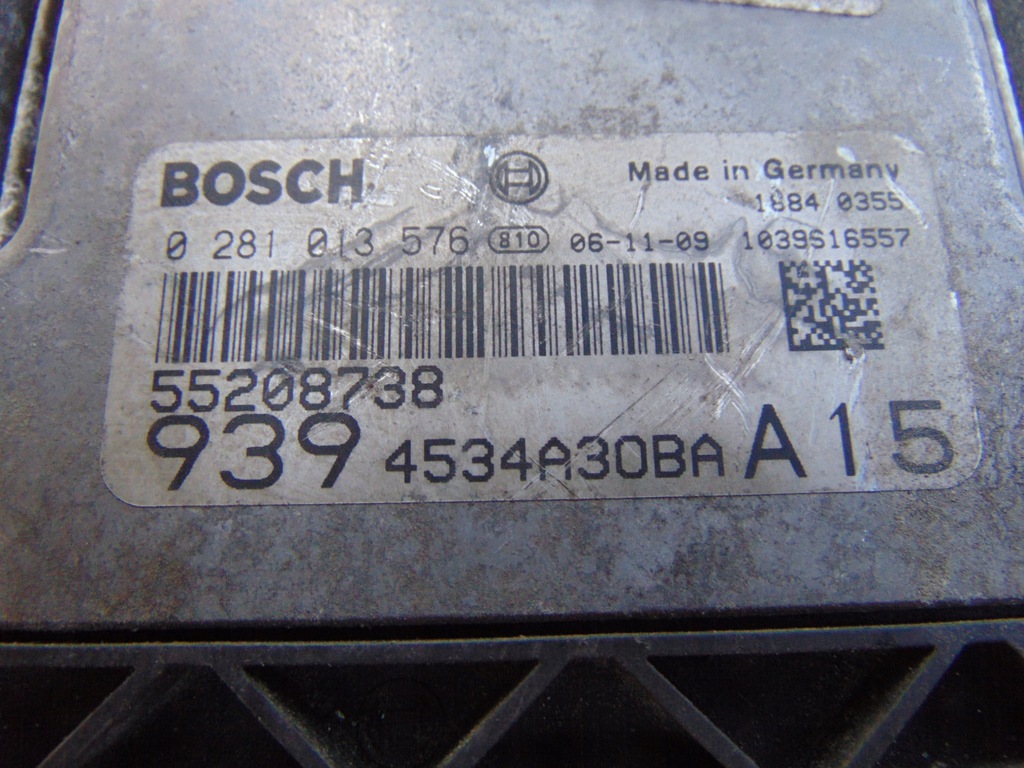 BOSCH Made in Germany
1884 0355
0 281 013 576 810 06-11-09 1039S16557
55208738
939 4534A30BA A15